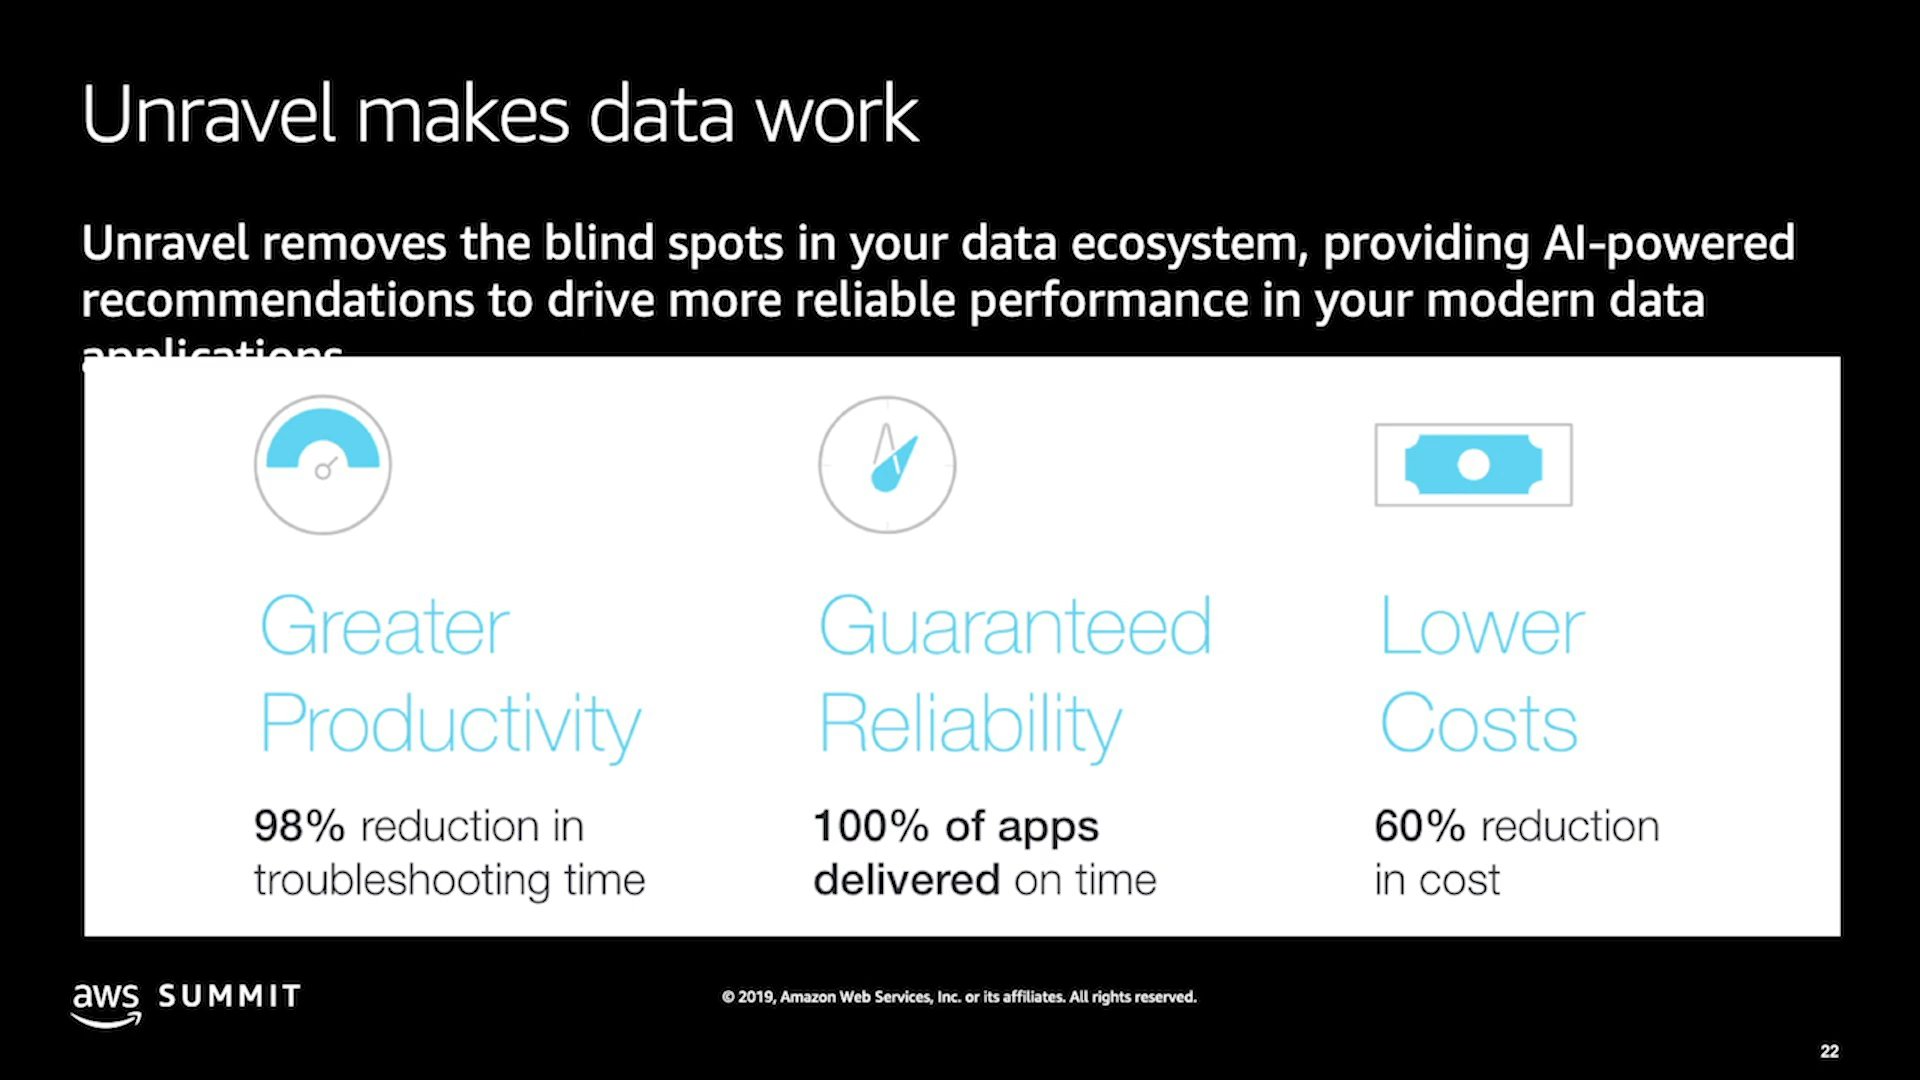 Unravel makes data work
Unravel removes the blind spots in your data ecosystem, providing AI-powered
recommendations to drive more reliable performance in your modern data
applications
Greater
Productivity
98% reduction in
troubleshooting time
Guaranteed
Reliability
100% of apps
delivered on time
Lower
Costs
60% reduction
in cost
aws SUMMIT
© 2019, Amazon Web Services, Inc. or its affiliates. All rights reserved.
22